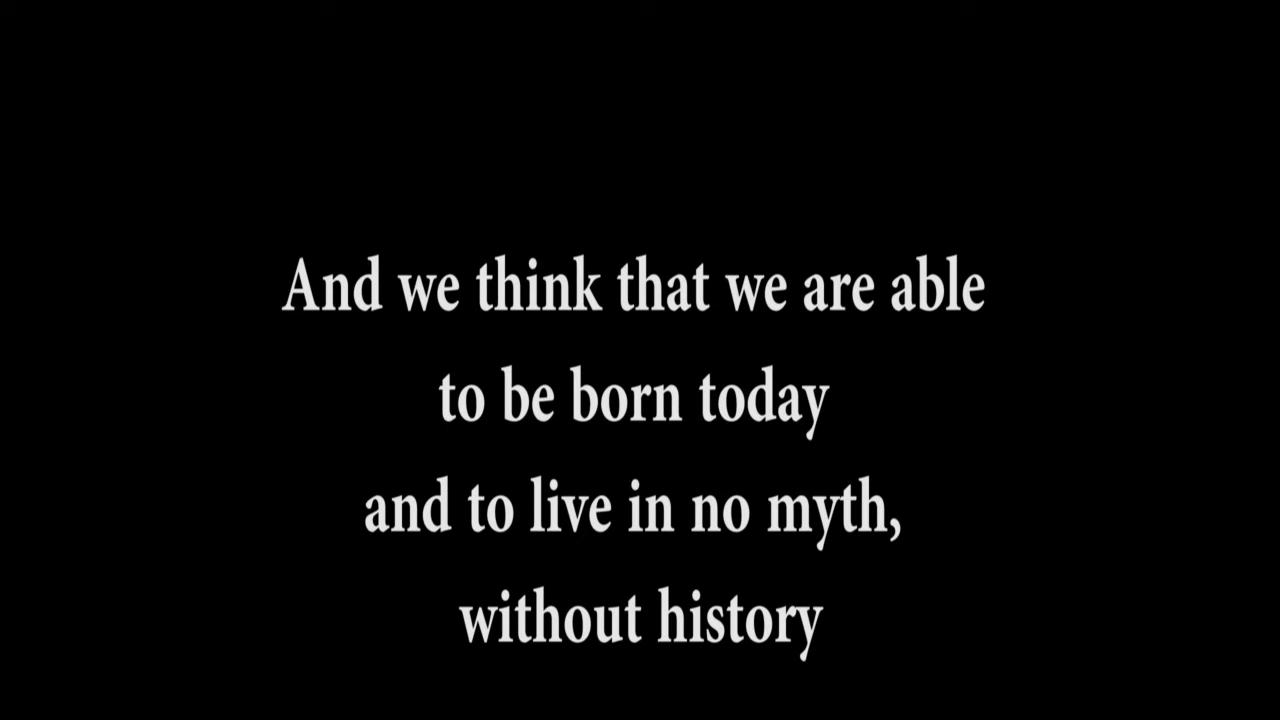 And we think that we are able
to be born today
and to live in no myth,
without history